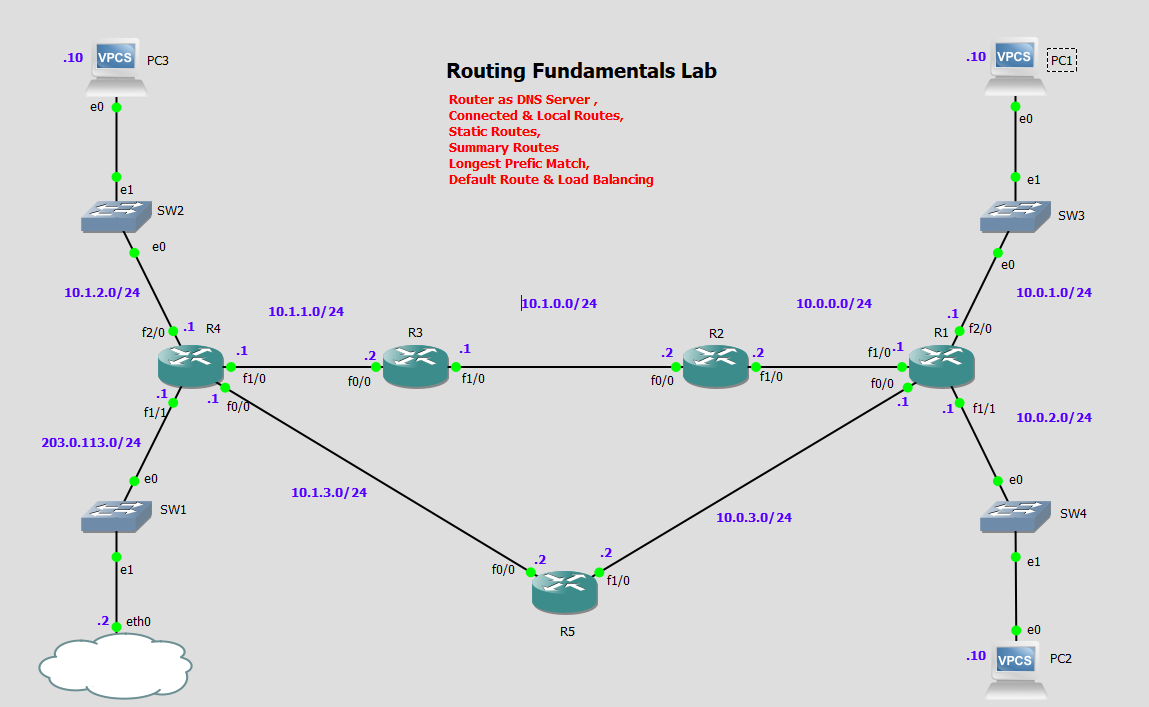 Routing Fundamentals Lab
Router as DNS Server ,
Connected & Local Routes,
Static Routes,
Summary Routes
Longest Prefic Match,
Default Route & Load Balancing
.10
VPCS
PC3
e0
e1
SW2
e0
10.1.2.0/24
f2/0
.1
R4
10.1.1.0/24
.1
f1/0
.1
f0/0
.1
f1/1
203.0.113.0/24
e0
SW1
e1
.2
eth0
R3
.2
f0/0
.1
f1/0
10.1.0.0/24
R2
.2
f0/0
.2
f1/0
10.0.0.0/24
.10
VPCS
PC1
e0
e1
SW3
e0
10.0.1.0/24
.1
f2/0
R1
f1/0
.1
f0/0
.1
.1
f1/1
10.0.2.0/24
e0
SW4
e1
e0
.10
VPCS
PC2
10.1.3.0/24
10.0.3.0/24
f0/0
.2
.2
f1/0
R5